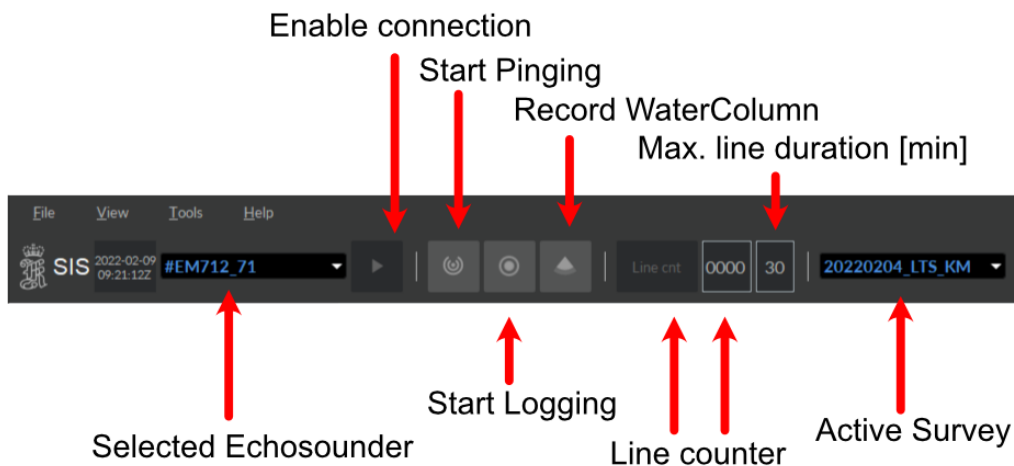 Enable connection
Start Pinging
Record WaterColumn
Max. line duration [min]
File View Tools Help
SIS 2022-02-09 09:21:12Z #EM712_71 Line cnt 0000 30 20220204_LTS_KM
Start Logging
Active Survey
Selected Echosounder
Line counter